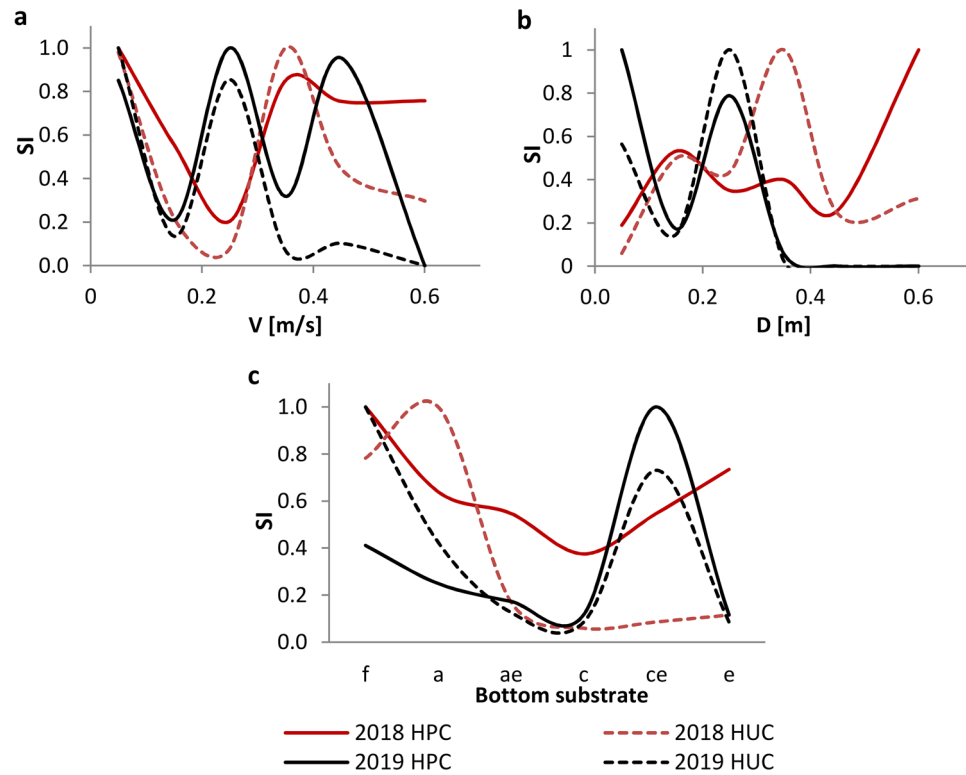 a
1.0
0.8
0.6
0.4
0.2
0.0
SI
0 0.2 0.4 0.6
V [m/s]
b
1
0.8
0.6
0.4
0.2
0
SI
0.0 0.2 0.4 0.6
D [m]
c
1.0
0.8
0.6
0.4
0.2
0.0
SI
f a ae c ce e
Bottom substrate
2018 HPC 2018 HUC
2019 HPC 2019 HUC